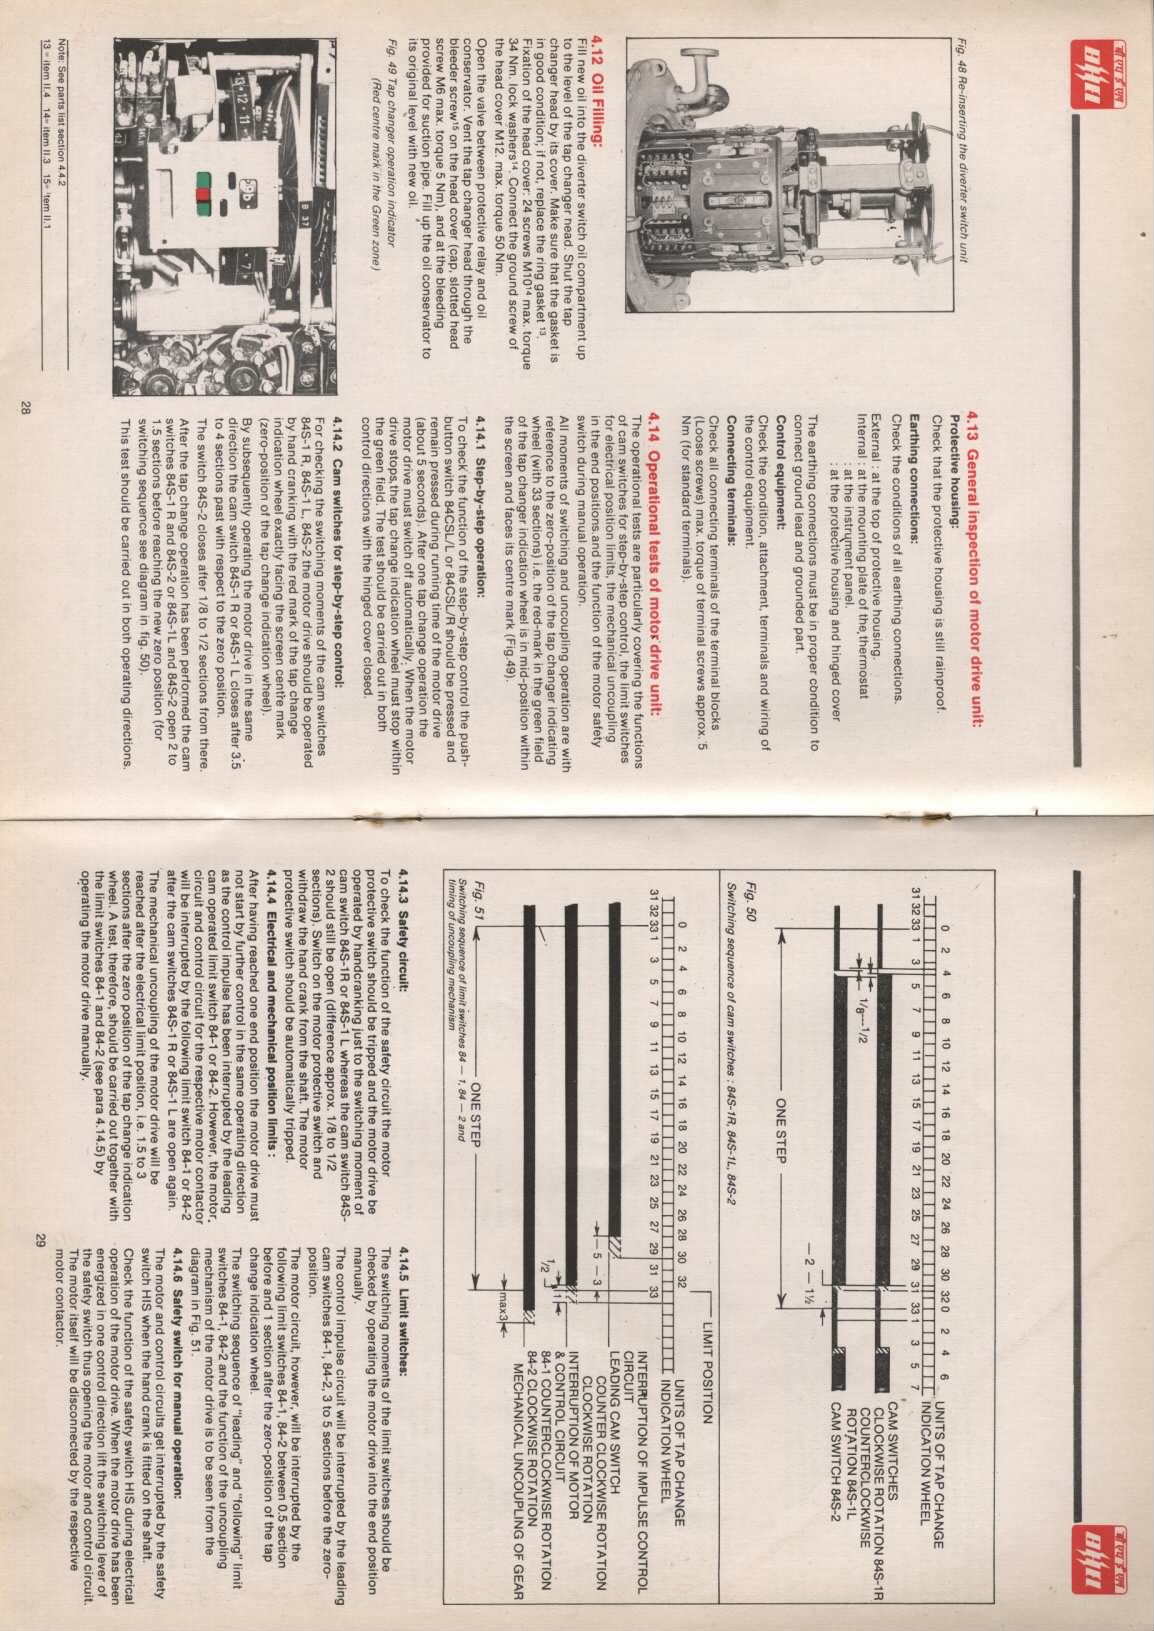 बीएचईएल
Fig. 48 Re-inserting the diverter switch unit
4.12 Oil Filling:
Fill new oil into the diverter switch oil compartment up
to the level of the tap changer head. Shut the tap
changer head by its cover. Make sure that the gasket is
in good condition; if not, replace the ring gasket 13.
Fixation of the head cover: 24 screws M10¹⁴ max. torque
34 Nm. lock washers¹⁴. Connect the ground screw of
the head cover M12. max. torque 50 Nm.
Open the valve between protective relay and oil
conservator. Vent the tap changer head through the
bleeder screw¹⁵ on the head cover (cap, slotted head
screw M6 max. torque 5 Nm), and at the bleeding
provided for suction pipe. Fill up the oil conservator to
its original level with new oil.
Fig. 49 Tap changer operation indicator
(Red centre mark in the Green zone)
13 • 12 • 11
9b
B 37
7
Note: See parts list section 4.4.2
13 = item II.4 14= item II.3 15= item II.1
4.13 General inspection of motor drive unit:
Protective housing:
Check that the protective housing is still rainproof.
Earthing connections:
Check the conditions of all earthing connections.
External : at the top of protective housing.
Internal : at the mounting plate of the thermostat
: at the instrument panel.
: at the protective housing and hinged cover
The earthing connections must be in proper condition to
connect ground lead and grounded part.
Control equipment:
Check the condition, attachment, terminals and wiring of
the control equipment.
Connecting terminals:
Check all connecting terminals of the terminal blocks
(Loose screws) max. torque of terminal screws approx. 5
Nm (for standard terminals).
4.14 Operational tests of motor drive unit:
The operational tests are particularly covering the functions
of cam switches for step-by-step control, the limit switches
for electrical position limits, the mechanical uncoupling
in the end positions and the function of the motor safety
switch during manual operation.
All moments of switching and uncoupling operation are with
reference to the zero-position of the tap changer indicating
wheel (with 33 sections) i.e. the red-mark in the green field
of the tap changer indication wheel is in mid-position within
the screen and faces its centre mark (Fig.49).
4.14.1 Step-by-step operation:
To check the function of the step-by-step control the push-
button switch 84CSL/L or 84CSL/R should be pressed and
remain pressed during running time of the motor drive
(about 5 seconds). After one tap change operation the
motor drive must switch off automatically. When the motor
drive stops, the tap change indication wheel must stop within
the green field. The test should be carried out in both
control directions with the hinged cover closed.
4.14.2 Cam switches for step-by-step control:
For checking the switching moments of the cam switches
84S-1 R, 84S-1 L, 84S-2 the motor drive should be operated
by hand cranking with the red mark of the tap change
indication wheel exactly facing the screen centre mark
(zero-position of the tap change indication wheel).
By subsequently operating the motor drive in the same
direction the cam switch 84S-1 R or 84S-1 L closes after 3.5
to 4 sections past with respect to the zero position.
The switch 84S-2 closes after 1/8 to 1/2 sections from there.
After the tap change operation has been performed the cam
switches 84S-1 R and 84S-2 or 84S-1L and 84S-2 open 2 to
1.5 sections before reaching the new zero position (for
switching sequence see diagram in fig. 50).
This test should be carried out in both operating directions.
28
बीएचईएल
0 2 4 6 8 10 12 14 16 18 20 22 24 26 28 30 32 0 2 4 6
31 32 33 1 3 5 7 9 11 13 15 17 19 21 23 25 27 29 31 33 1 3 5 7
UNITS OF TAP CHANGE
INDICATION WHEEL
CAM SWITCHES
CLOCKWISE ROTATION 84S-1R
COUNTERCLOCKWISE
ROTATION 84S-1L
CAM SWITCH 84S-2
1/8—1/2
— 2 — 1½
ONE STEP
Fig. 50
Switching sequence of cam switches : 84S-1R, 84S-1L, 84S-2
LIMIT POSITION
0 2 4 6 8 10 12 14 16 18 20 22 24 26 28 30 32
31 32 33 1 3 5 7 9 11 13 15 17 19 21 23 25 27 29 31 33
UNITS OF TAP CHANGE
INDICATION WHEEL
INTERRUPTION OF IMPULSE CONTROL
CIRCUIT
LEADING CAM SWITCH
COUNTER CLOCKWISE ROTATION
CLOCKWISE ROTATION
INTERRUPTION OF MOTOR
& CONTROL CIRCUIT
84-1 COUNTERCLOCKWISE ROTATION
84-2 CLOCKWISE ROTATION
MECHANICAL UNCOUPLING OF GEAR
5 — 3
1/2
1
max3
ONE STEP
Fig. 51
Switching sequence of limit switches 84 — 1, 84 — 2 and
timing of uncoupling mechanism
4.14.3 Safety circuit:
To check the function of the safety circuit the motor
protective switch should be tripped and the motor drive be
operated by handcranking just to the switching moment of
cam switch 84S-1R or 84S-1 L whereas the cam switch 84S-
2 should still be open (difference approx. 1/8 to 1/2
sections). Switch on the motor protective switch and
withdraw the hand crank from the shaft. The motor
protective switch should be automatically tripped.
4.14.4 Electrical and mechanical position limits :
After having reached one end position the motor drive must
not start by further control in the same operating direction
as the control impulse has been interrupted by the leading
cam operated limit switch 84-1 or 84-2. However, the motor,
circuit and control circuit for the respective motor contactor
will be interrupted by the following limit switch 84-1 or 84-2
after the cam switches 84S-1 R or 84S-1 L are open again.
The mechanical uncoupling of the motor drive will be
reached after the electrical limit position, i.e. 1.5 to 3
sections after the zero position of the tap change indication
wheel. A test, therefore, should be carried out together with
the limit switches 84-1 and 84-2 (see para 4.14.5) by
operating the motor drive manually.
4.14.5 Limit switches:
The switching moments of the limit switches should be
checked by operating the motor drive into the end position
manually.
The control impulse circuit will be interrupted by the leading
cam switches 84-1, 84-2, 3 to 5 sections before the zero-
position.
The motor circuit, however, will be interrupted by the
following limit switches 84-1, 84-2 between 0.5 section
before and 1 section after the zero-position of the tap
change indication wheel.
The switching sequence of "leading" and "following" limit
switches 84-1, 84-2 and the function of the uncoupling
mechanism of the motor drive is to be seen from the
diagram in Fig. 51.
4.14.6 Safety switch for manual operation:
The motor and control circuits get interrupted by the safety
switch HIS when the hand crank is fitted on the shaft.
Check the function of the safety switch HIS during electrical
operation of the motor drive. When the motor drive has been
energized in one control direction lift the switching lever of
the safety switch thus opening the motor and control circuit.
The motor itself will be disconnected by the respective
motor contactor.
29